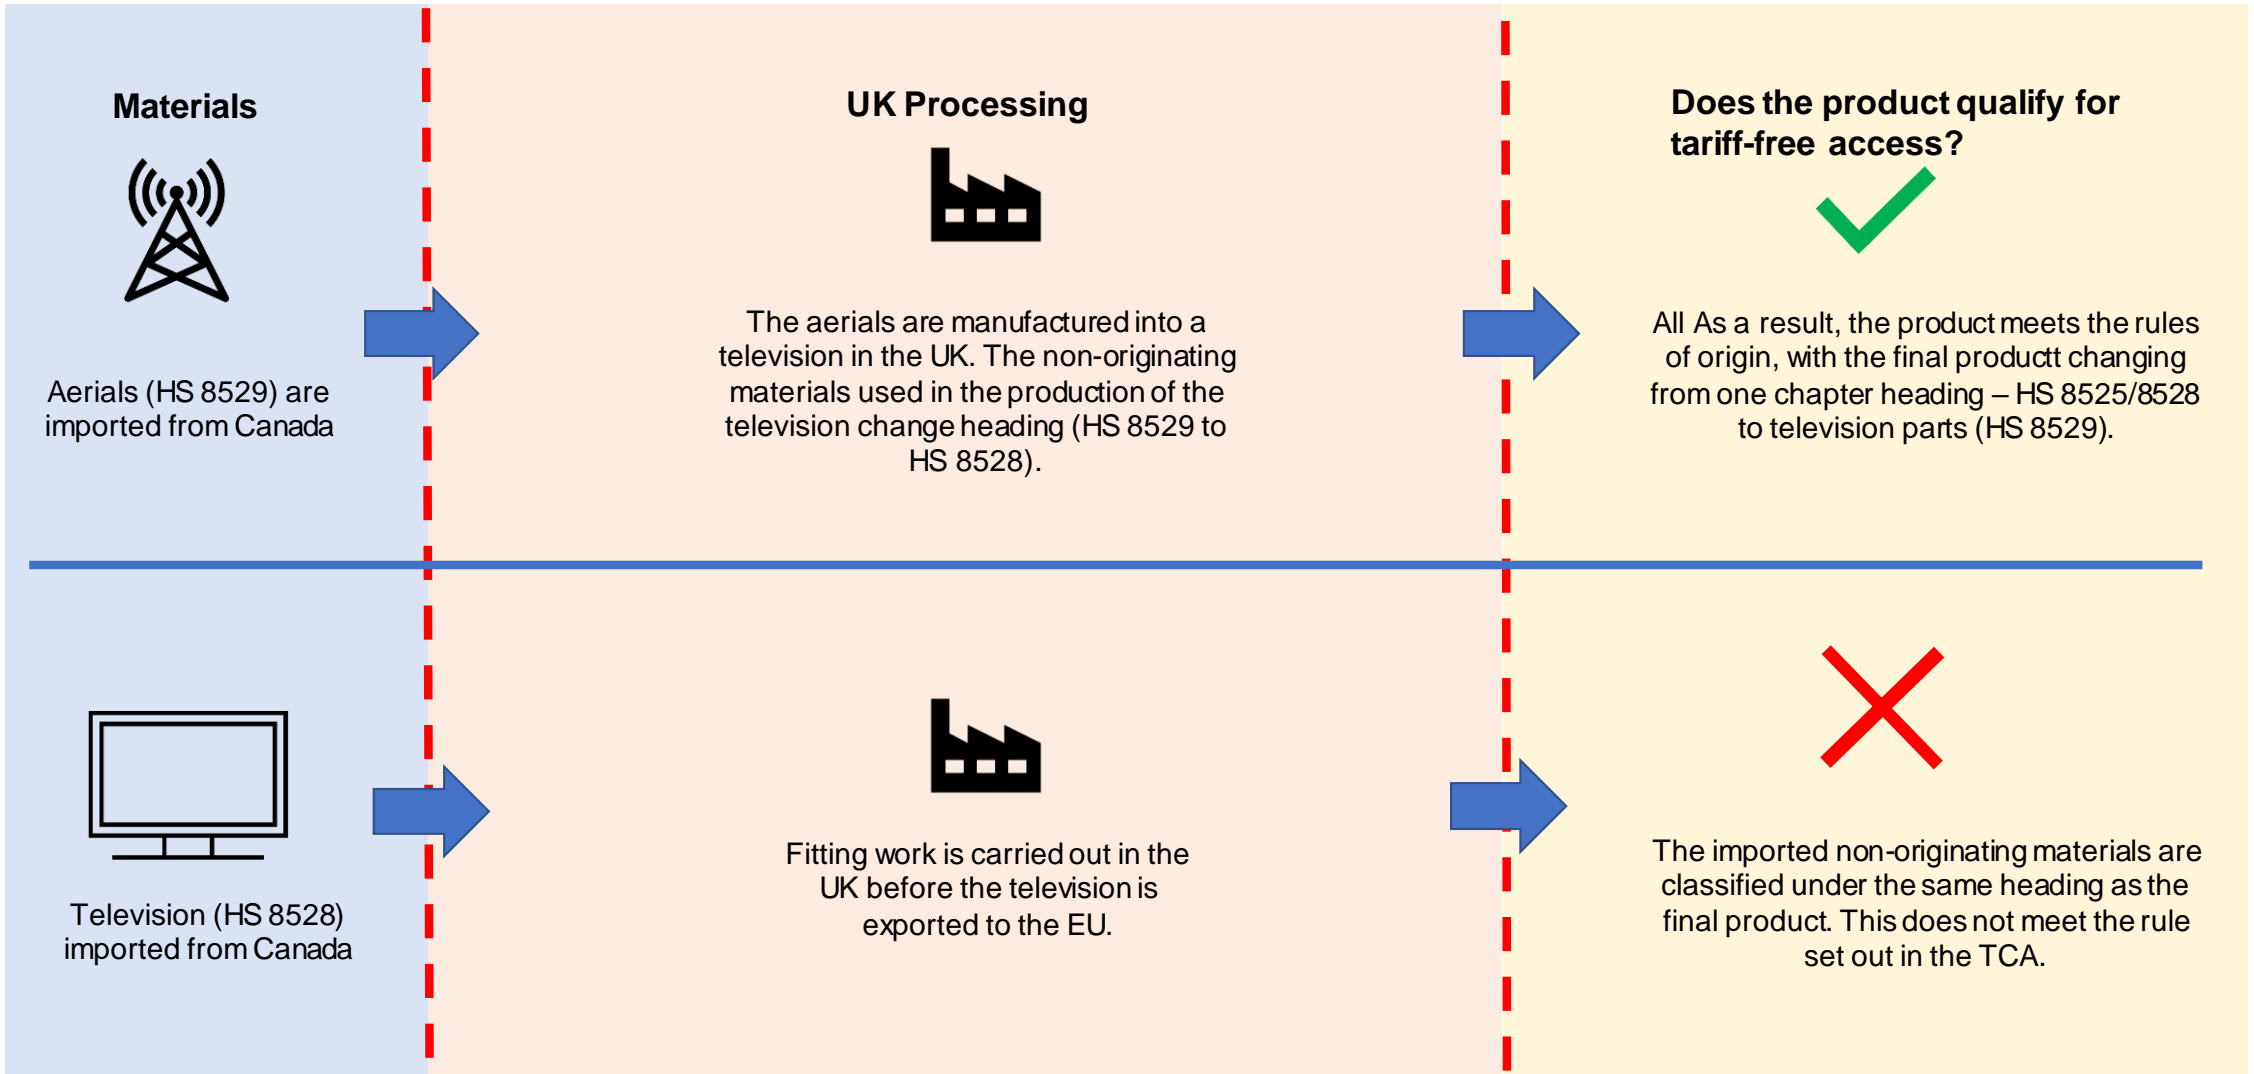 Materials
Aerials (HS 8529) are
imported from Canada
UK Processing
The aerials are manufactured into a
television in the UK. The non-originating
materials used in the production of the
television change heading (HS 8529 to
HS 8528).
Does the product qualify for
tariff-free access?
All As a result, the product meets the rules
of origin, with the final productt changing
from one chapter heading – HS 8525/8528
to television parts (HS 8529).
Television (HS 8528)
imported from Canada
Fitting work is carried out in the
UK before the television is
exported to the EU.
The imported non-originating materials are
classified under the same heading as the
final product. This does not meet the rule
set out in the TCA.